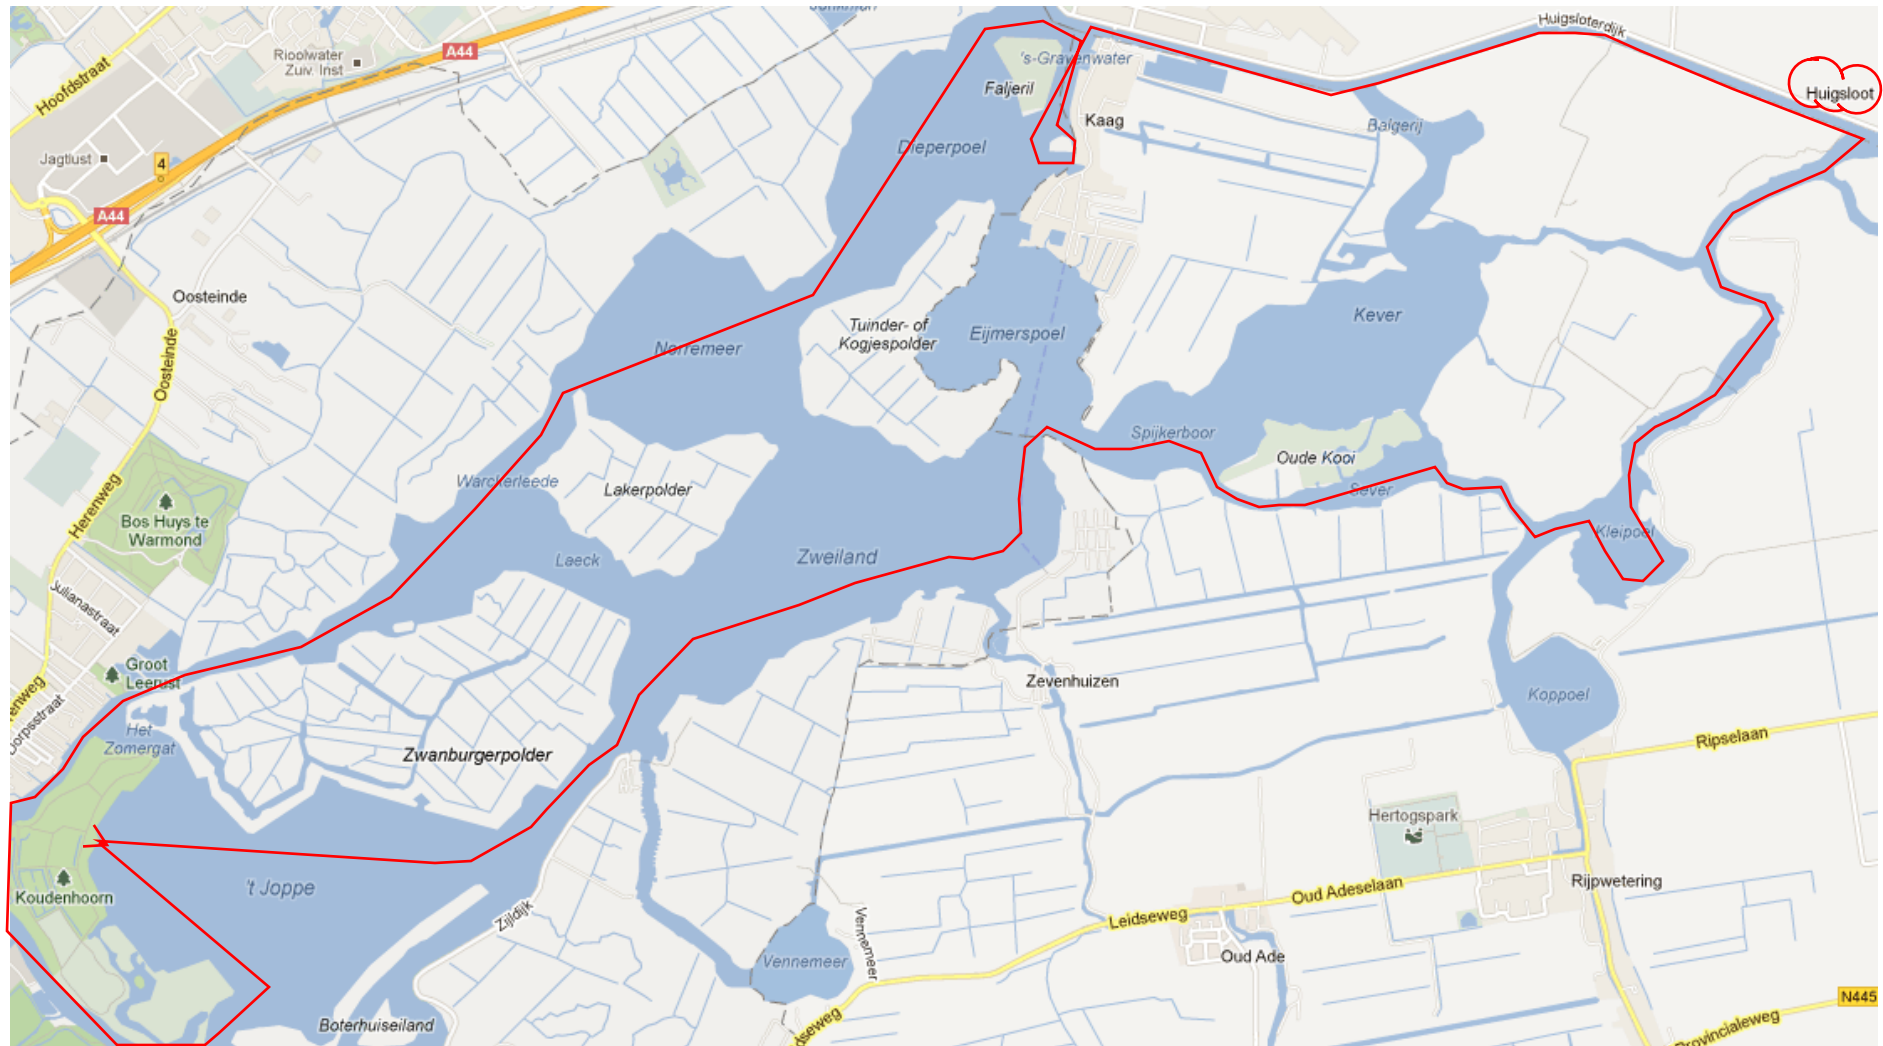 Junkman
Huigsloterdijk
Rioolwater
Zuiv. Inst
A44
Hoofdstraat
's-Gravenwater
Faljeril
Huigsloot
Kaag
Balgerij
Dieperpoel
Jagtlust
4
A44
Oosteinde
Kever
Tuinder- of
Kogjespolder
Eijmerspoel
Norremeer
Oosteinde
Spijkerboor
Oude Kooi
Warckerleede
Lakerpolder
Sever
Herenweg
Bos Huys te
Warmond
Kleipoel
Laeck
Zweiland
Julianastraat
Groot
Leerust
Zevenhuizen
Koppoel
renweg
Dorpsstraat
Het
Zomergat
Ripselaan
Zwanburgerpolder
Hertogspark
't Joppe
Koudenhoorn
Oud Adeselaan
Rijpwetering
Zijldijk
Leidseweg
Vennemeer
Vennemeer
Oud Ade
N445
Boterhuiseiland
dseweg
Provincialeweg